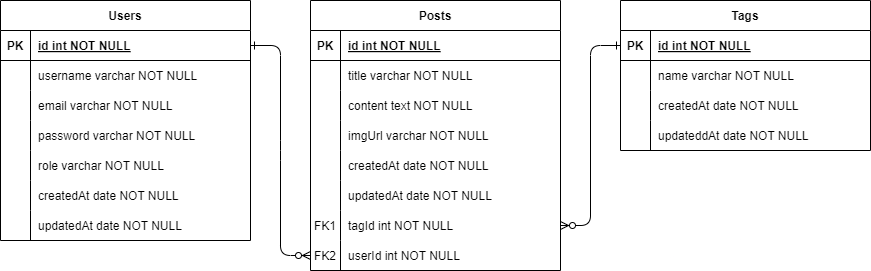 Users
PK id int NOT NULL
username varchar NOT NULL
email varchar NOT NULL
password varchar NOT NULL
role varchar NOT NULL
createdAt date NOT NULL
updatedAt date NOT NULL
Posts
PK id int NOT NULL
title varchar NOT NULL
content text NOT NULL
imgUrl varchar NOT NULL
createdAt date NOT NULL
updatedAt date NOT NULL
FK1 tagId int NOT NULL
FK2 userId int NOT NULL
Tags
PK id int NOT NULL
name varchar NOT NULL
createdAt date NOT NULL
updateddAt date NOT NULL